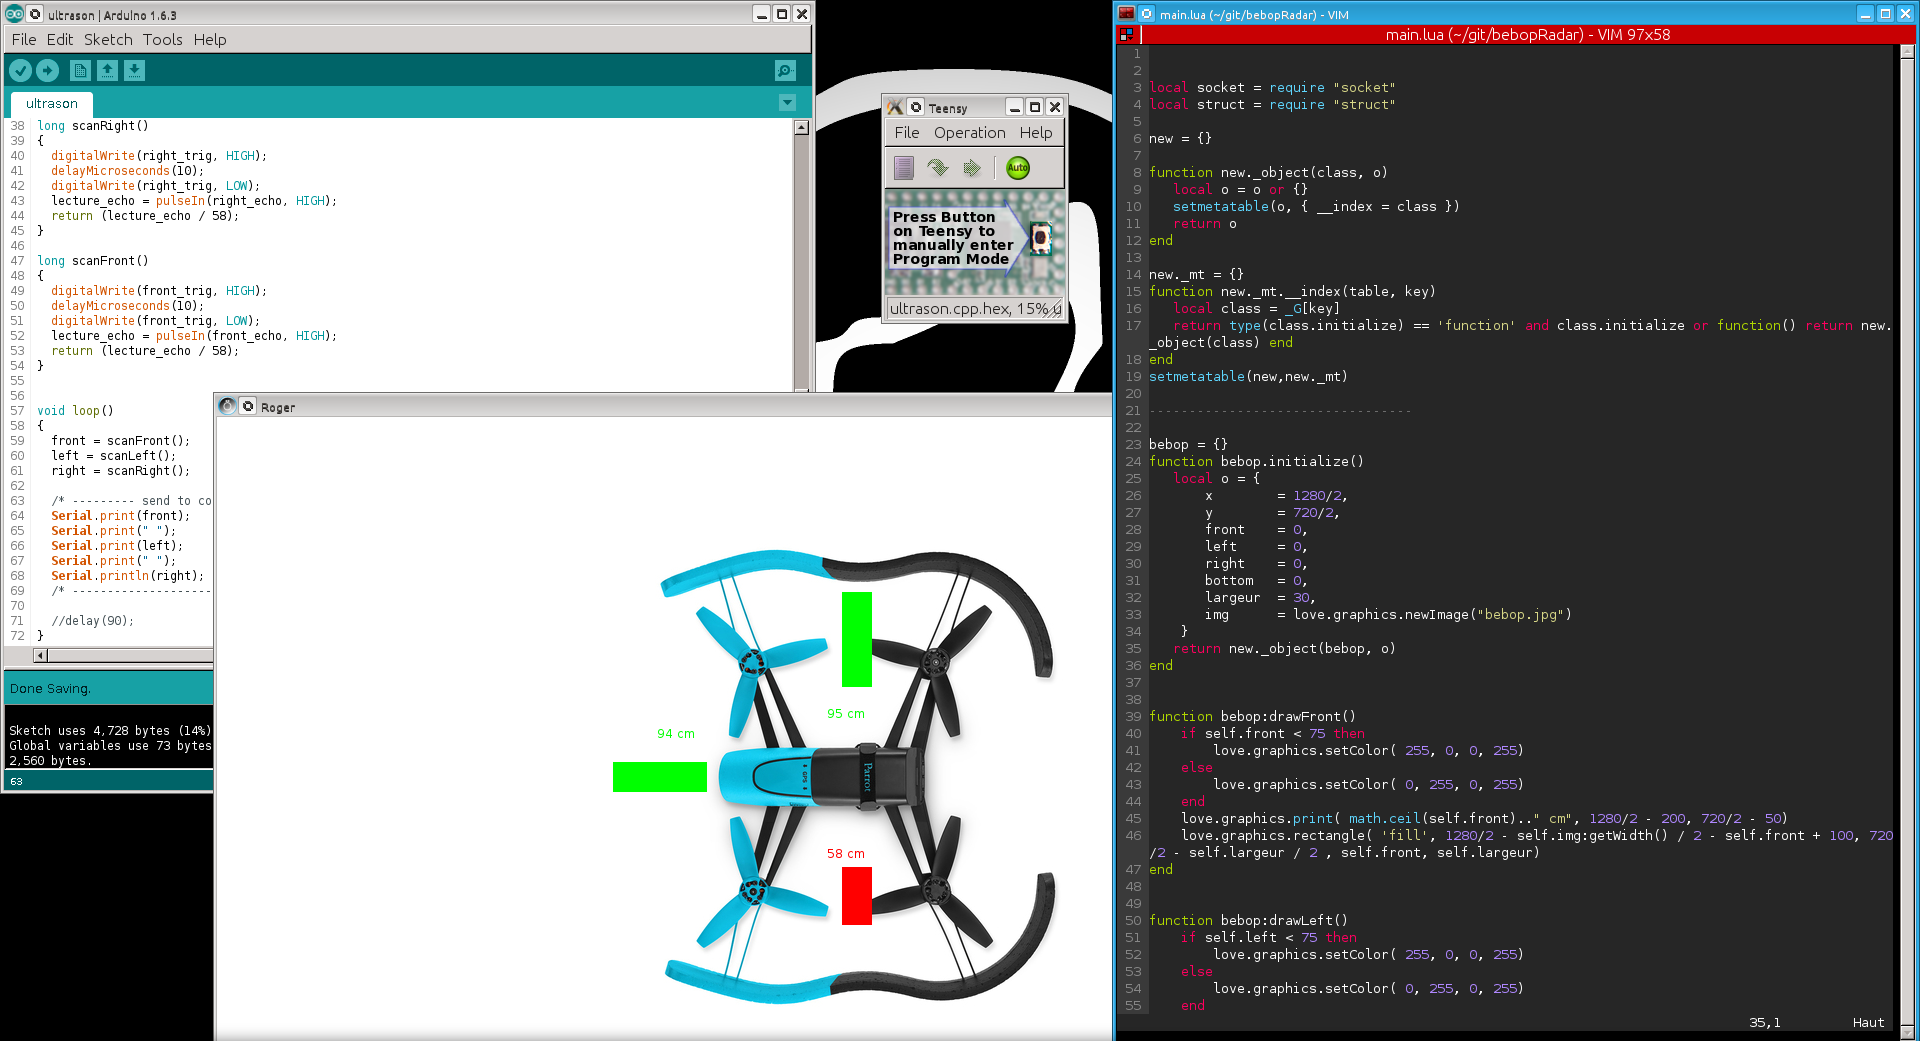 ultrason | Arduino 1.6.3
File Edit Sketch Tools Help
ultrason
38 long scanRight()
39 {
40 digitalWrite(right_trig, HIGH);
41 delayMicroseconds(10);
42 digitalWrite(right_trig, LOW);
43 lecture_echo = pulseIn(right_echo, HIGH);
44 return (lecture_echo / 58);
45 }
46
47 long scanFront()
48 {
49 digitalWrite(front_trig, HIGH);
50 delayMicroseconds(10);
51 digitalWrite(front_trig, LOW);
52 lecture_echo = pulseIn(front_echo, HIGH);
53 return (lecture_echo / 58);
54 }
55
56
57 void loop()
58 {
59 front = scanFront();
60 left = scanLeft();
61 right = scanRight();
62
63 /* --------- send to co
64 Serial.print(front);
65 Serial.print(" ");
66 Serial.print(left);
67 Serial.print(" ");
68 Serial.println(right);
69 /* --------------------
70
71 //delay(90);
72 }
Done Saving.
Sketch uses 4,728 bytes (14%)
Global variables use 73 bytes
2,560 bytes.
63
Teensy
File Operation Help
Auto
Press Button
on Teensy to
manually enter
Program Mode
ultrason.cpp.hex, 15% u
Roger
95 cm
94 cm
GPS
Parrot
58 cm
main.lua (~/git/bebopRadar) - VIM
main.lua (~/git/bebopRadar) - VIM 97x58
1
2
3 local socket = require "socket"
4 local struct = require "struct"
5
6 new = {}
7
8 function new._object(class, o)
9 local o = o or {}
10 setmetatable(o, { __index = class })
11 return o
12 end
13
14 new._mt = {}
15 function new._mt.__index(table, key)
16 local class = _G[key]
17 return type(class.initialize) == 'function' and class.initialize or function() return new.
_object(class) end
18 end
19 setmetatable(new,new._mt)
20
21 ---------------------------------
22
23 bebop = {}
24 function bebop.initialize()
25 local o = {
26 x = 1280/2,
27 y = 720/2,
28 front = 0,
29 left = 0,
30 right = 0,
31 bottom = 0,
32 largeur = 30,
33 img = love.graphics.newImage("bebop.jpg")
34 }
35 return new._object(bebop, o)
36 end
37
38
39 function bebop:drawFront()
40 if self.front < 75 then
41 love.graphics.setColor( 255, 0, 0, 255)
42 else
43 love.graphics.setColor( 0, 255, 0, 255)
44 end
45 love.graphics.print( math.ceil(self.front).." cm", 1280/2 - 200, 720/2 - 50)
46 love.graphics.rectangle( 'fill', 1280/2 - self.img:getWidth() / 2 - self.front + 100, 720
/2 - self.largeur / 2 , self.front, self.largeur)
47 end
48
49
50 function bebop:drawLeft()
51 if self.left < 75 then
52 love.graphics.setColor( 255, 0, 0, 255)
53 else
54 love.graphics.setColor( 0, 255, 0, 255)
55 end
35,1 Haut